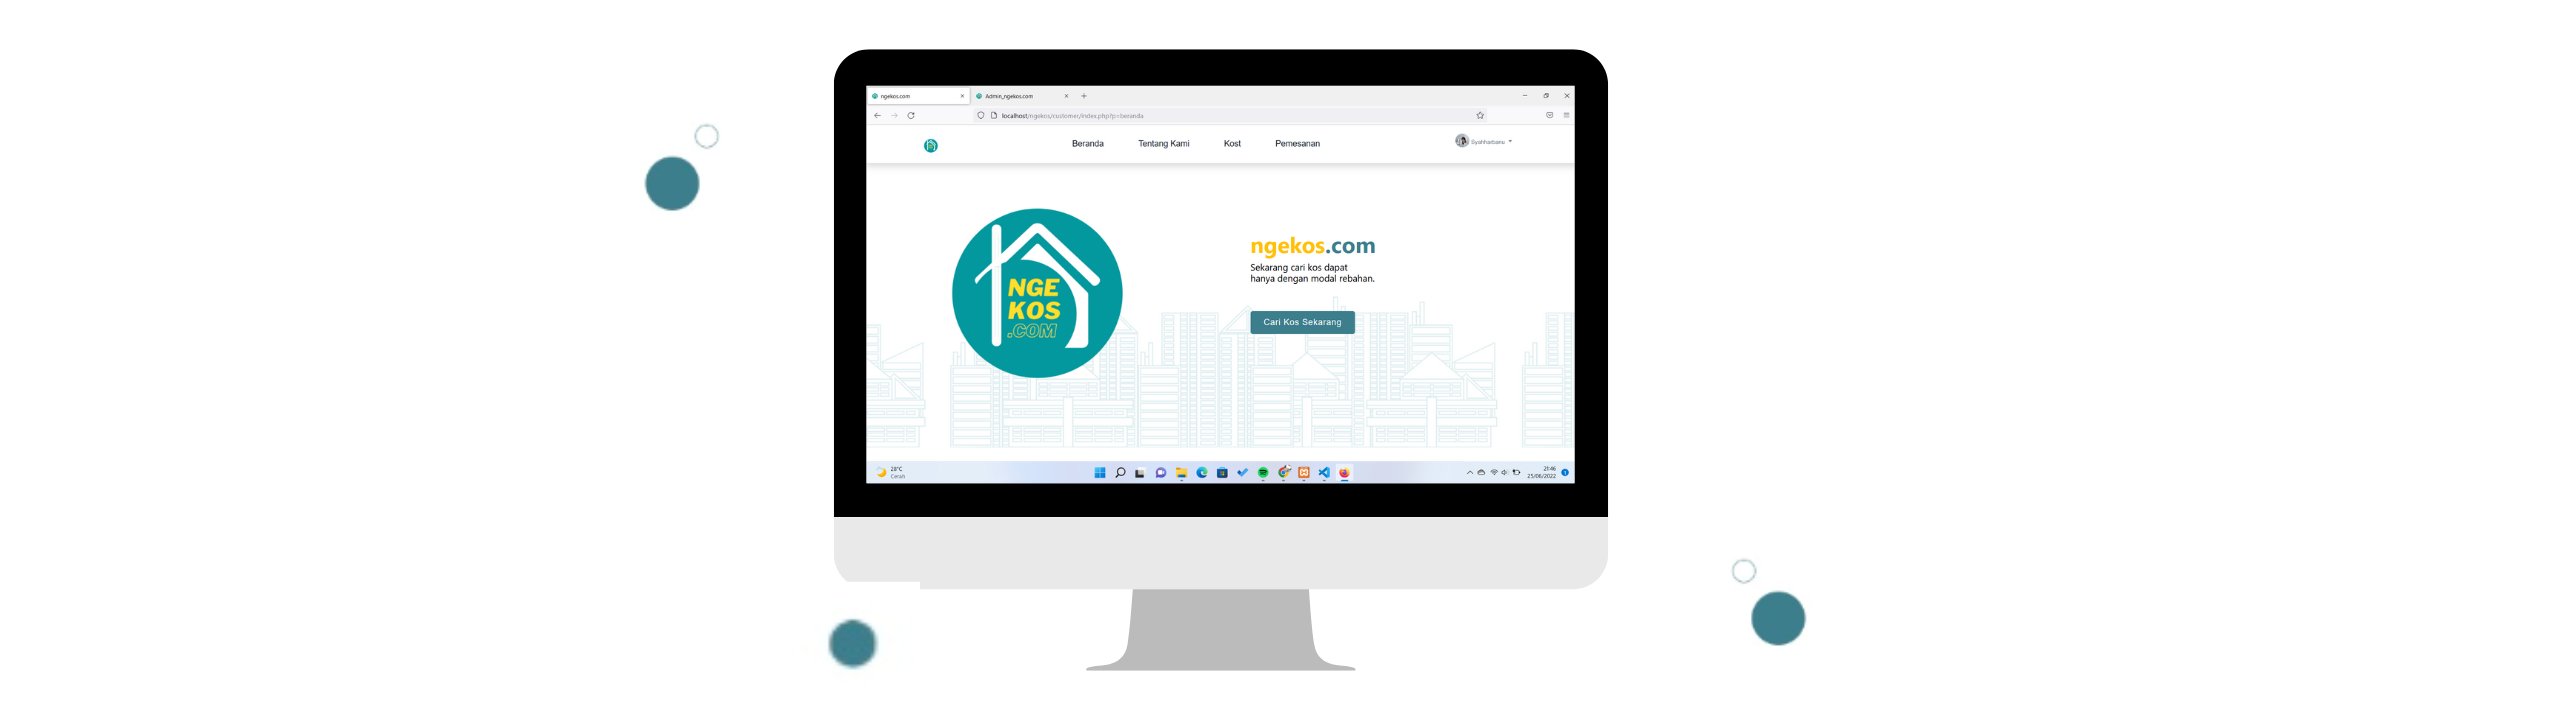 ngekos.com
Admin_ngekos.com
localhost/ngekos/customer/index.php?p=beranda
Beranda
Tentang Kami
Kost
Pemesanan
Syahharbanu
NGE
KOS
.COM
ngekos.com
Sekarang cari kos dapat
hanya dengan modal rebahan.
Cari Kos Sekarang
28°C
Cerah
21:46
25/06/2022